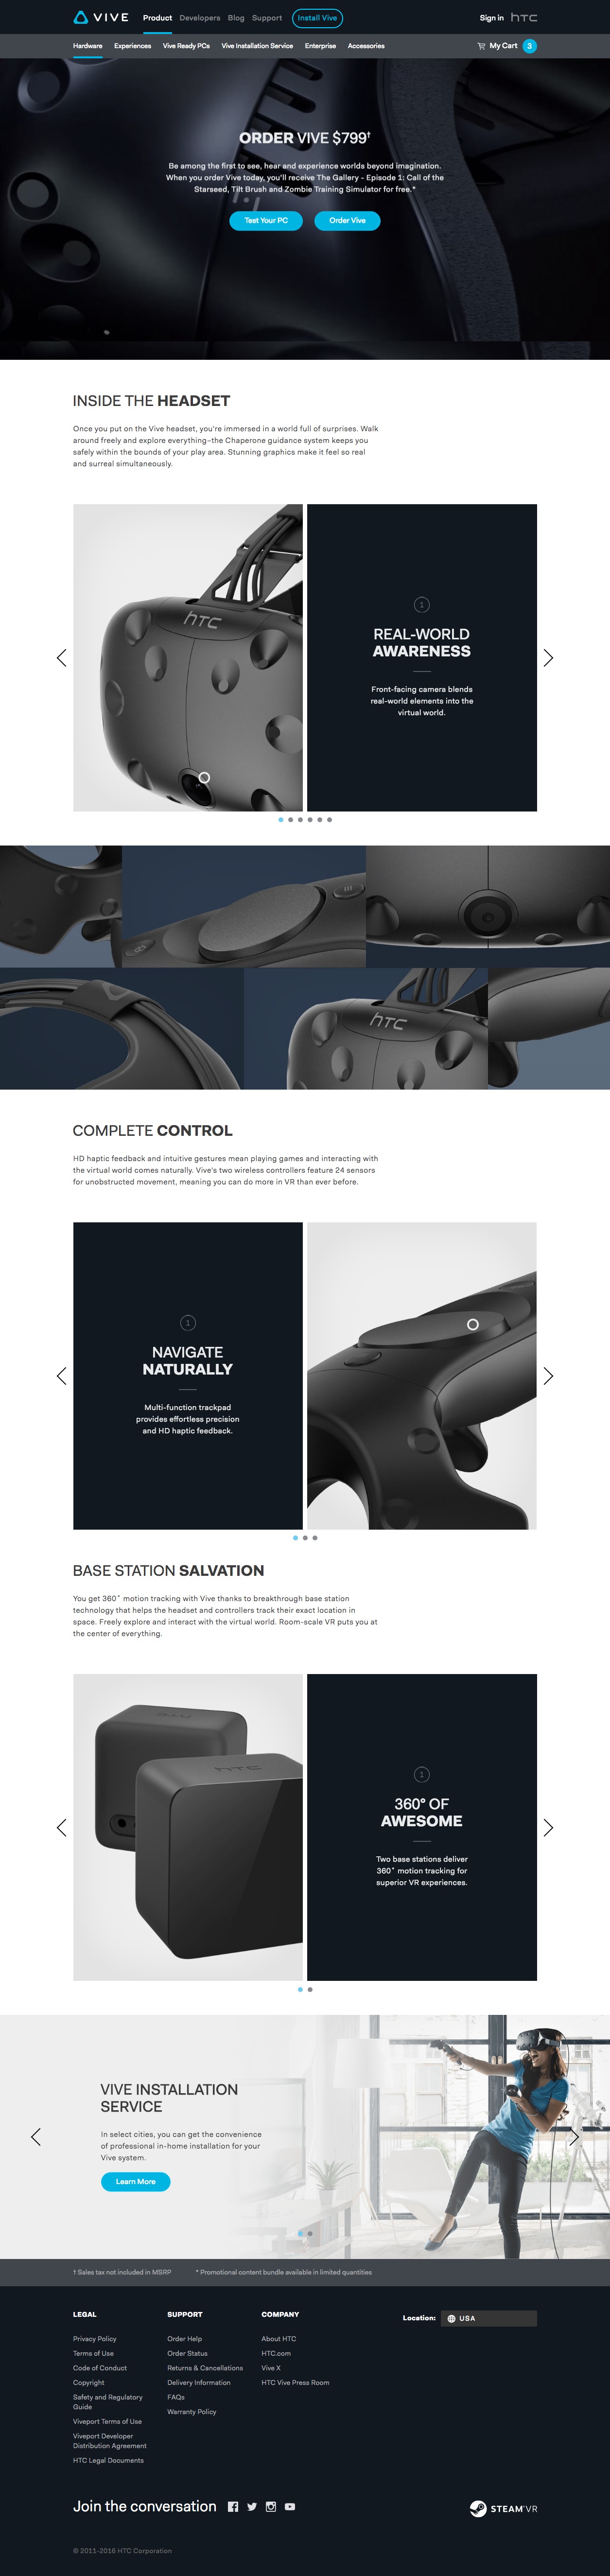 VIVE
Product Developers Blog Support Install Vive
Sign in hTC
Hardware Experiences Vive Ready PCs Vive Installation Service Enterprise Accessories
My Cart 3
ORDER VIVE $799†
Be among the first to see, hear and experience worlds beyond imagination.
When you order Vive today, you'll receive The Gallery - Episode 1: Call of the
Starseed, Tilt Brush and Zombie Training Simulator for free.*
Test Your PC Order Vive
INSIDE THE HEADSET
Once you put on the Vive headset, you're immersed in a world full of surprises. Walk
around freely and explore everything—the Chaperone guidance system keeps you
safely within the bounds of your play area. Stunning graphics make it feel so real
and surreal simultaneously.
hTC
1
REAL-WORLD
AWARENESS
Front-facing camera blends
real-world elements into the
virtual world.
hTC
COMPLETE CONTROL
HD haptic feedback and intuitive gestures mean playing games and interacting with
the virtual world comes naturally. Vive's two wireless controllers feature 24 sensors
for unobstructed movement, meaning you can do more in VR than ever before.
1
NAVIGATE
NATURALLY
Multi-function trackpad
provides effortless precision
and HD haptic feedback.
BASE STATION SALVATION
You get 360˚ motion tracking with Vive thanks to breakthrough base station
technology that helps the headset and controllers track their exact location in
space. Freely explore and interact with the virtual world. Room-scale VR puts you at
the center of everything.
hTC
1
360° OF
AWESOME
Two base stations deliver
360˚ motion tracking for
superior VR experiences.
VIVE INSTALLATION
SERVICE
In select cities, you can get the convenience
of professional in-home installation for your
Vive system.
Learn More
† Sales tax not included in MSRP * Promotional content bundle available in limited quantities
LEGAL
Privacy Policy
Terms of Use
Code of Conduct
Copyright
Safety and Regulatory
Guide
Viveport Terms of Use
Viveport Developer
Distribution Agreement
HTC Legal Documents
SUPPORT
Order Help
Order Status
Returns & Cancellations
Delivery Information
FAQs
Warranty Policy
COMPANY
About HTC
HTC.com
Vive X
HTC Vive Press Room
Location: USA
Join the conversation
STEAM®VR
© 2011-2016 HTC Corporation